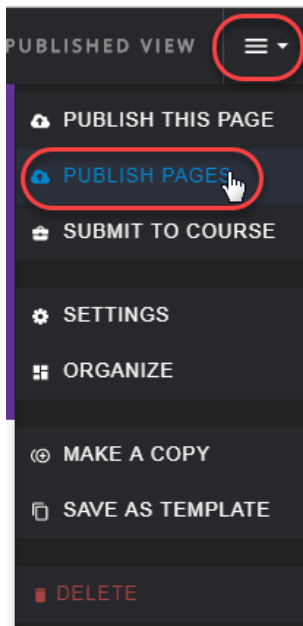 PUBLISHED VIEW
PUBLISH THIS PAGE
PUBLISH PAGES
SUBMIT TO COURSE
SETTINGS
ORGANIZE
MAKE A COPY
SAVE AS TEMPLATE
DELETE